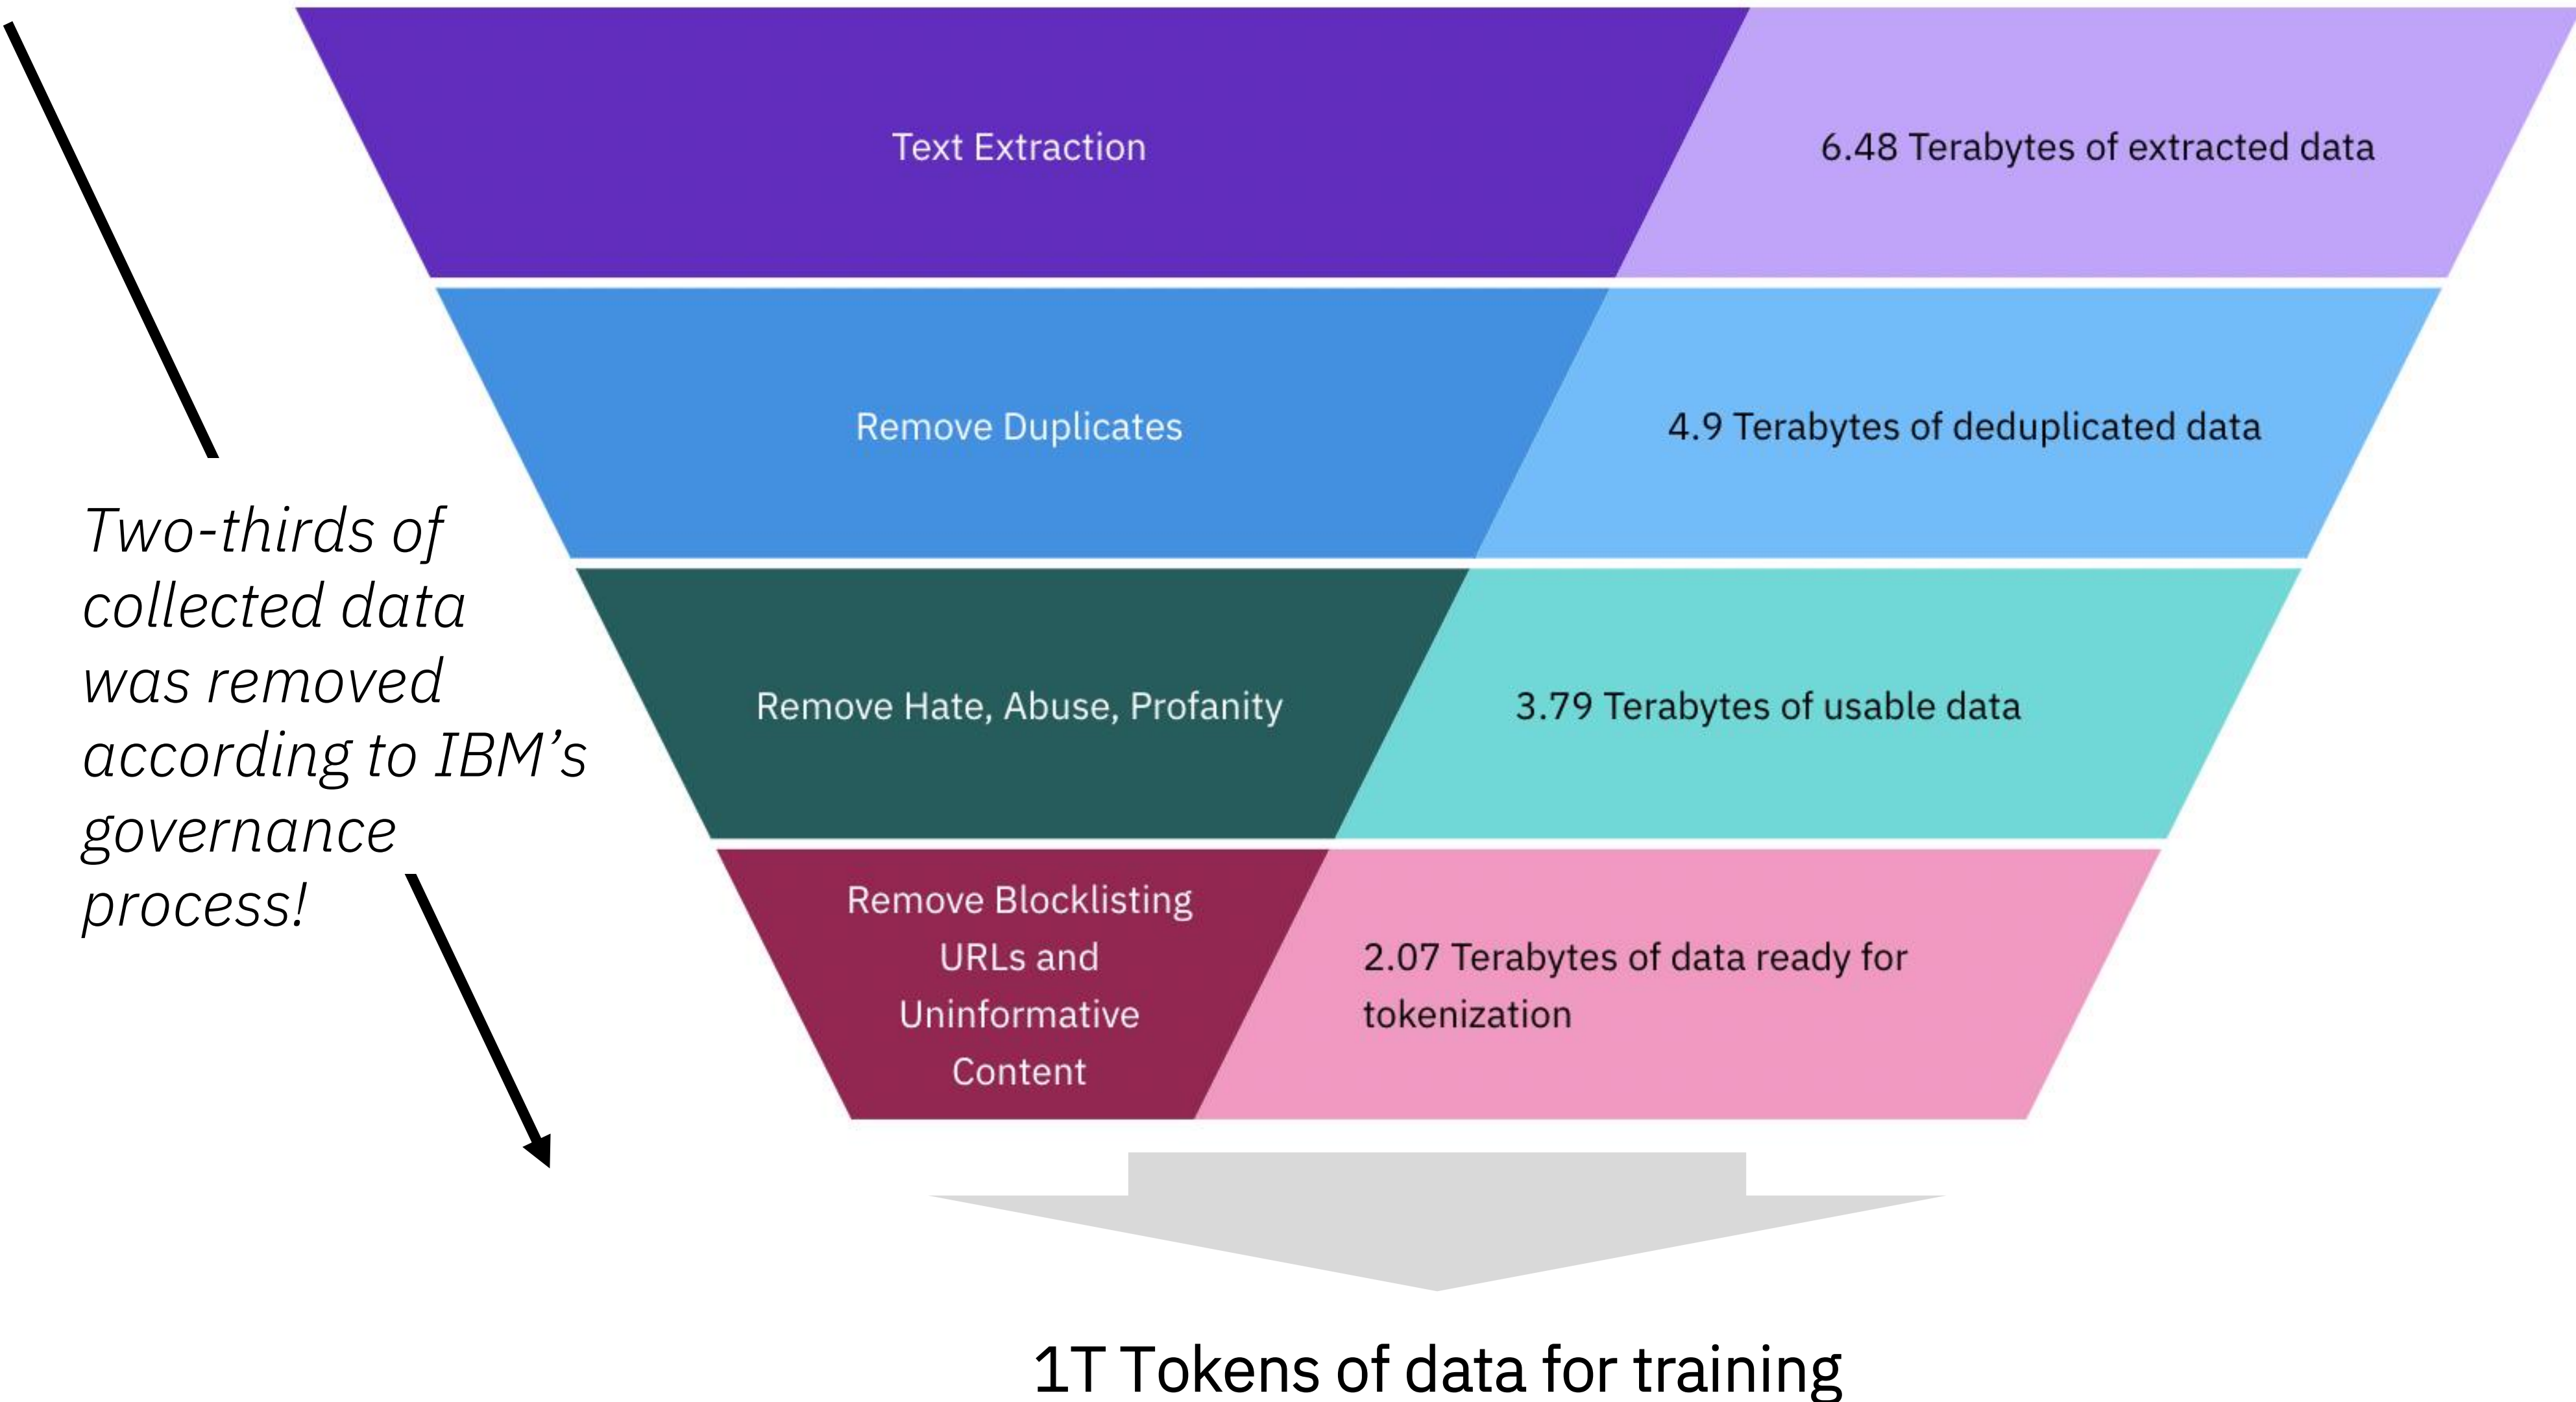 Text Extraction
6.48 Terabytes of extracted data
Remove Duplicates
4.9 Terabytes of deduplicated data
Two-thirds of
collected data
was removed
according to IBM’s
governance
process!
Remove Hate, Abuse, Profanity
3.79 Terabytes of usable data
Remove Blocklisting
URLs and
Uninformative
Content
2.07 Terabytes of data ready for
tokenization
1T Tokens of data for training